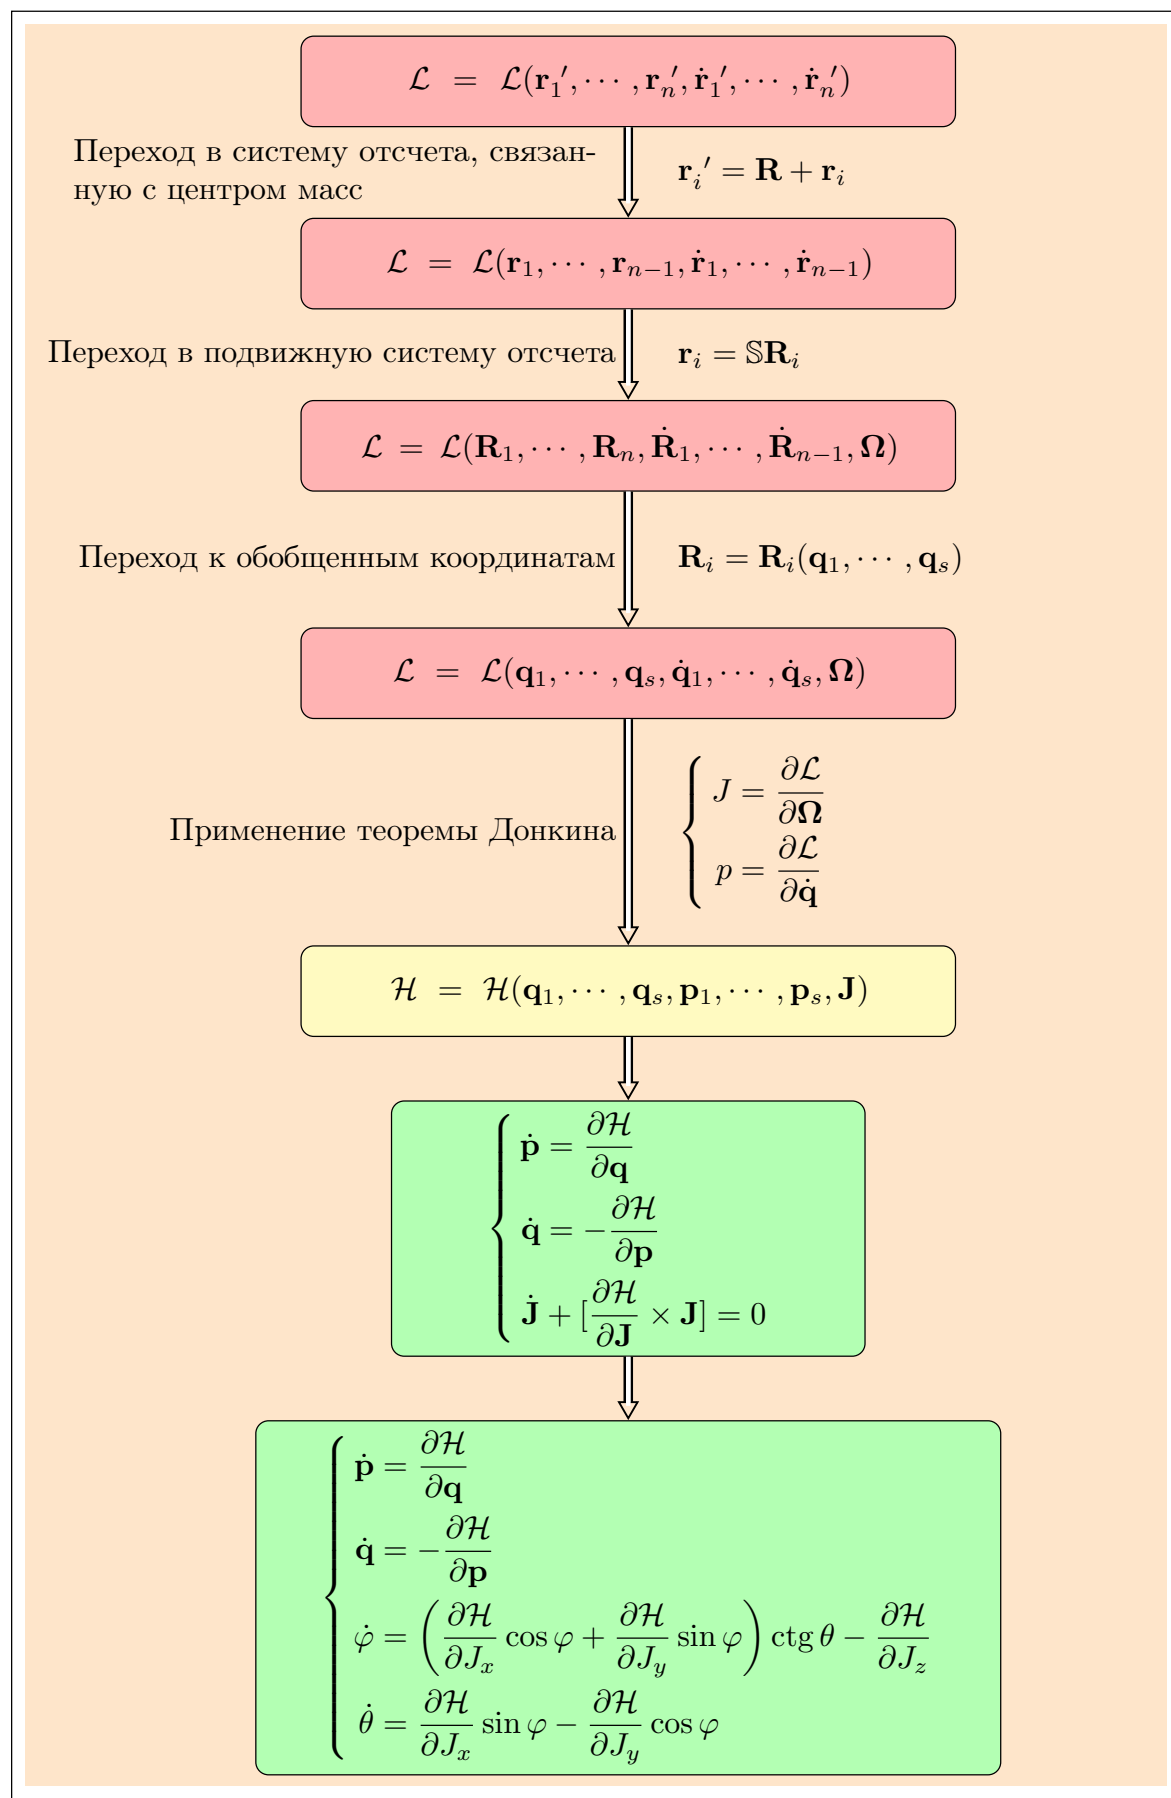 ℒ = ℒ(𝐫₁′, ⋯ , 𝐫ₙ′, 𝐫̇₁′, ⋯ , 𝐫̇ₙ′)
Переход в систему отсчета, связан-
ную с центром масс
𝐫ᵢ′ = 𝐑 + 𝐫ᵢ
ℒ = ℒ(𝐫₁, ⋯ , 𝐫ₙ₋₁, 𝐫̇₁, ⋯ , 𝐫̇ₙ₋₁)
Переход в подвижную систему отсчета 𝐫ᵢ = 𝕊𝐑ᵢ
ℒ = ℒ(𝐑₁, ⋯ , 𝐑ₙ, 𝐑̇₁, ⋯ , 𝐑̇ₙ₋₁, 𝛀)
Переход к обобщенным координатам 𝐑ᵢ = 𝐑ᵢ(𝐪₁, ⋯ , 𝐪ₛ)
ℒ = ℒ(𝐪₁, ⋯ , 𝐪ₛ, 𝐪̇₁, ⋯ , 𝐪̇ₛ, 𝛀)
Применение теоремы Донкина
J = ∂ℒ/∂𝛀
p = ∂ℒ/∂𝐪̇
ℋ = ℋ(𝐪₁, ⋯ , 𝐪ₛ, 𝐩₁, ⋯ , 𝐩ₛ, 𝐉)
𝐩̇ = ∂ℋ/∂𝐪
𝐪̇ = −∂ℋ/∂𝐩
𝐉̇ + [∂ℋ/∂𝐉 × 𝐉] = 0
𝐩̇ = ∂ℋ/∂𝐪
𝐪̇ = −∂ℋ/∂𝐩
φ̇ = (∂ℋ/∂Jₓ cos φ + ∂ℋ/∂J_y sin φ) ctg θ − ∂ℋ/∂J_z
θ̇ = ∂ℋ/∂Jₓ sin φ − ∂ℋ/∂J_y cos φ